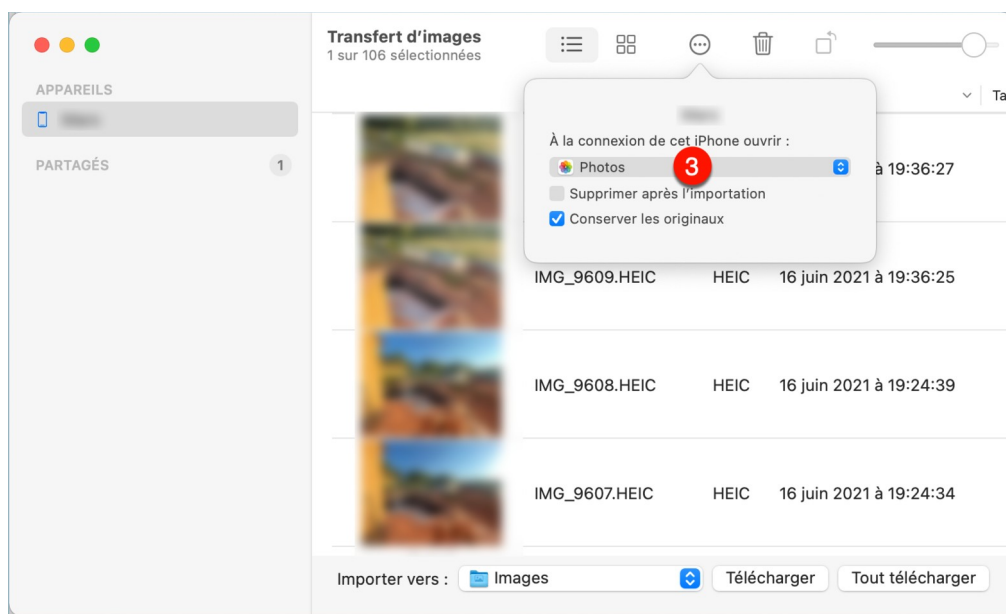 Transfert d’images
1 sur 106 sélectionnées
APPAREILS
PARTAGÉS 1
Ta
À la connexion de cet iPhone ouvrir :
Photos 3
Supprimer après l’importation
Conserver les originaux
à 19:36:27
IMG_9609.HEIC HEIC 16 juin 2021 à 19:36:25
IMG_9608.HEIC HEIC 16 juin 2021 à 19:24:39
IMG_9607.HEIC HEIC 16 juin 2021 à 19:24:34
Importer vers : Images Télécharger Tout télécharger